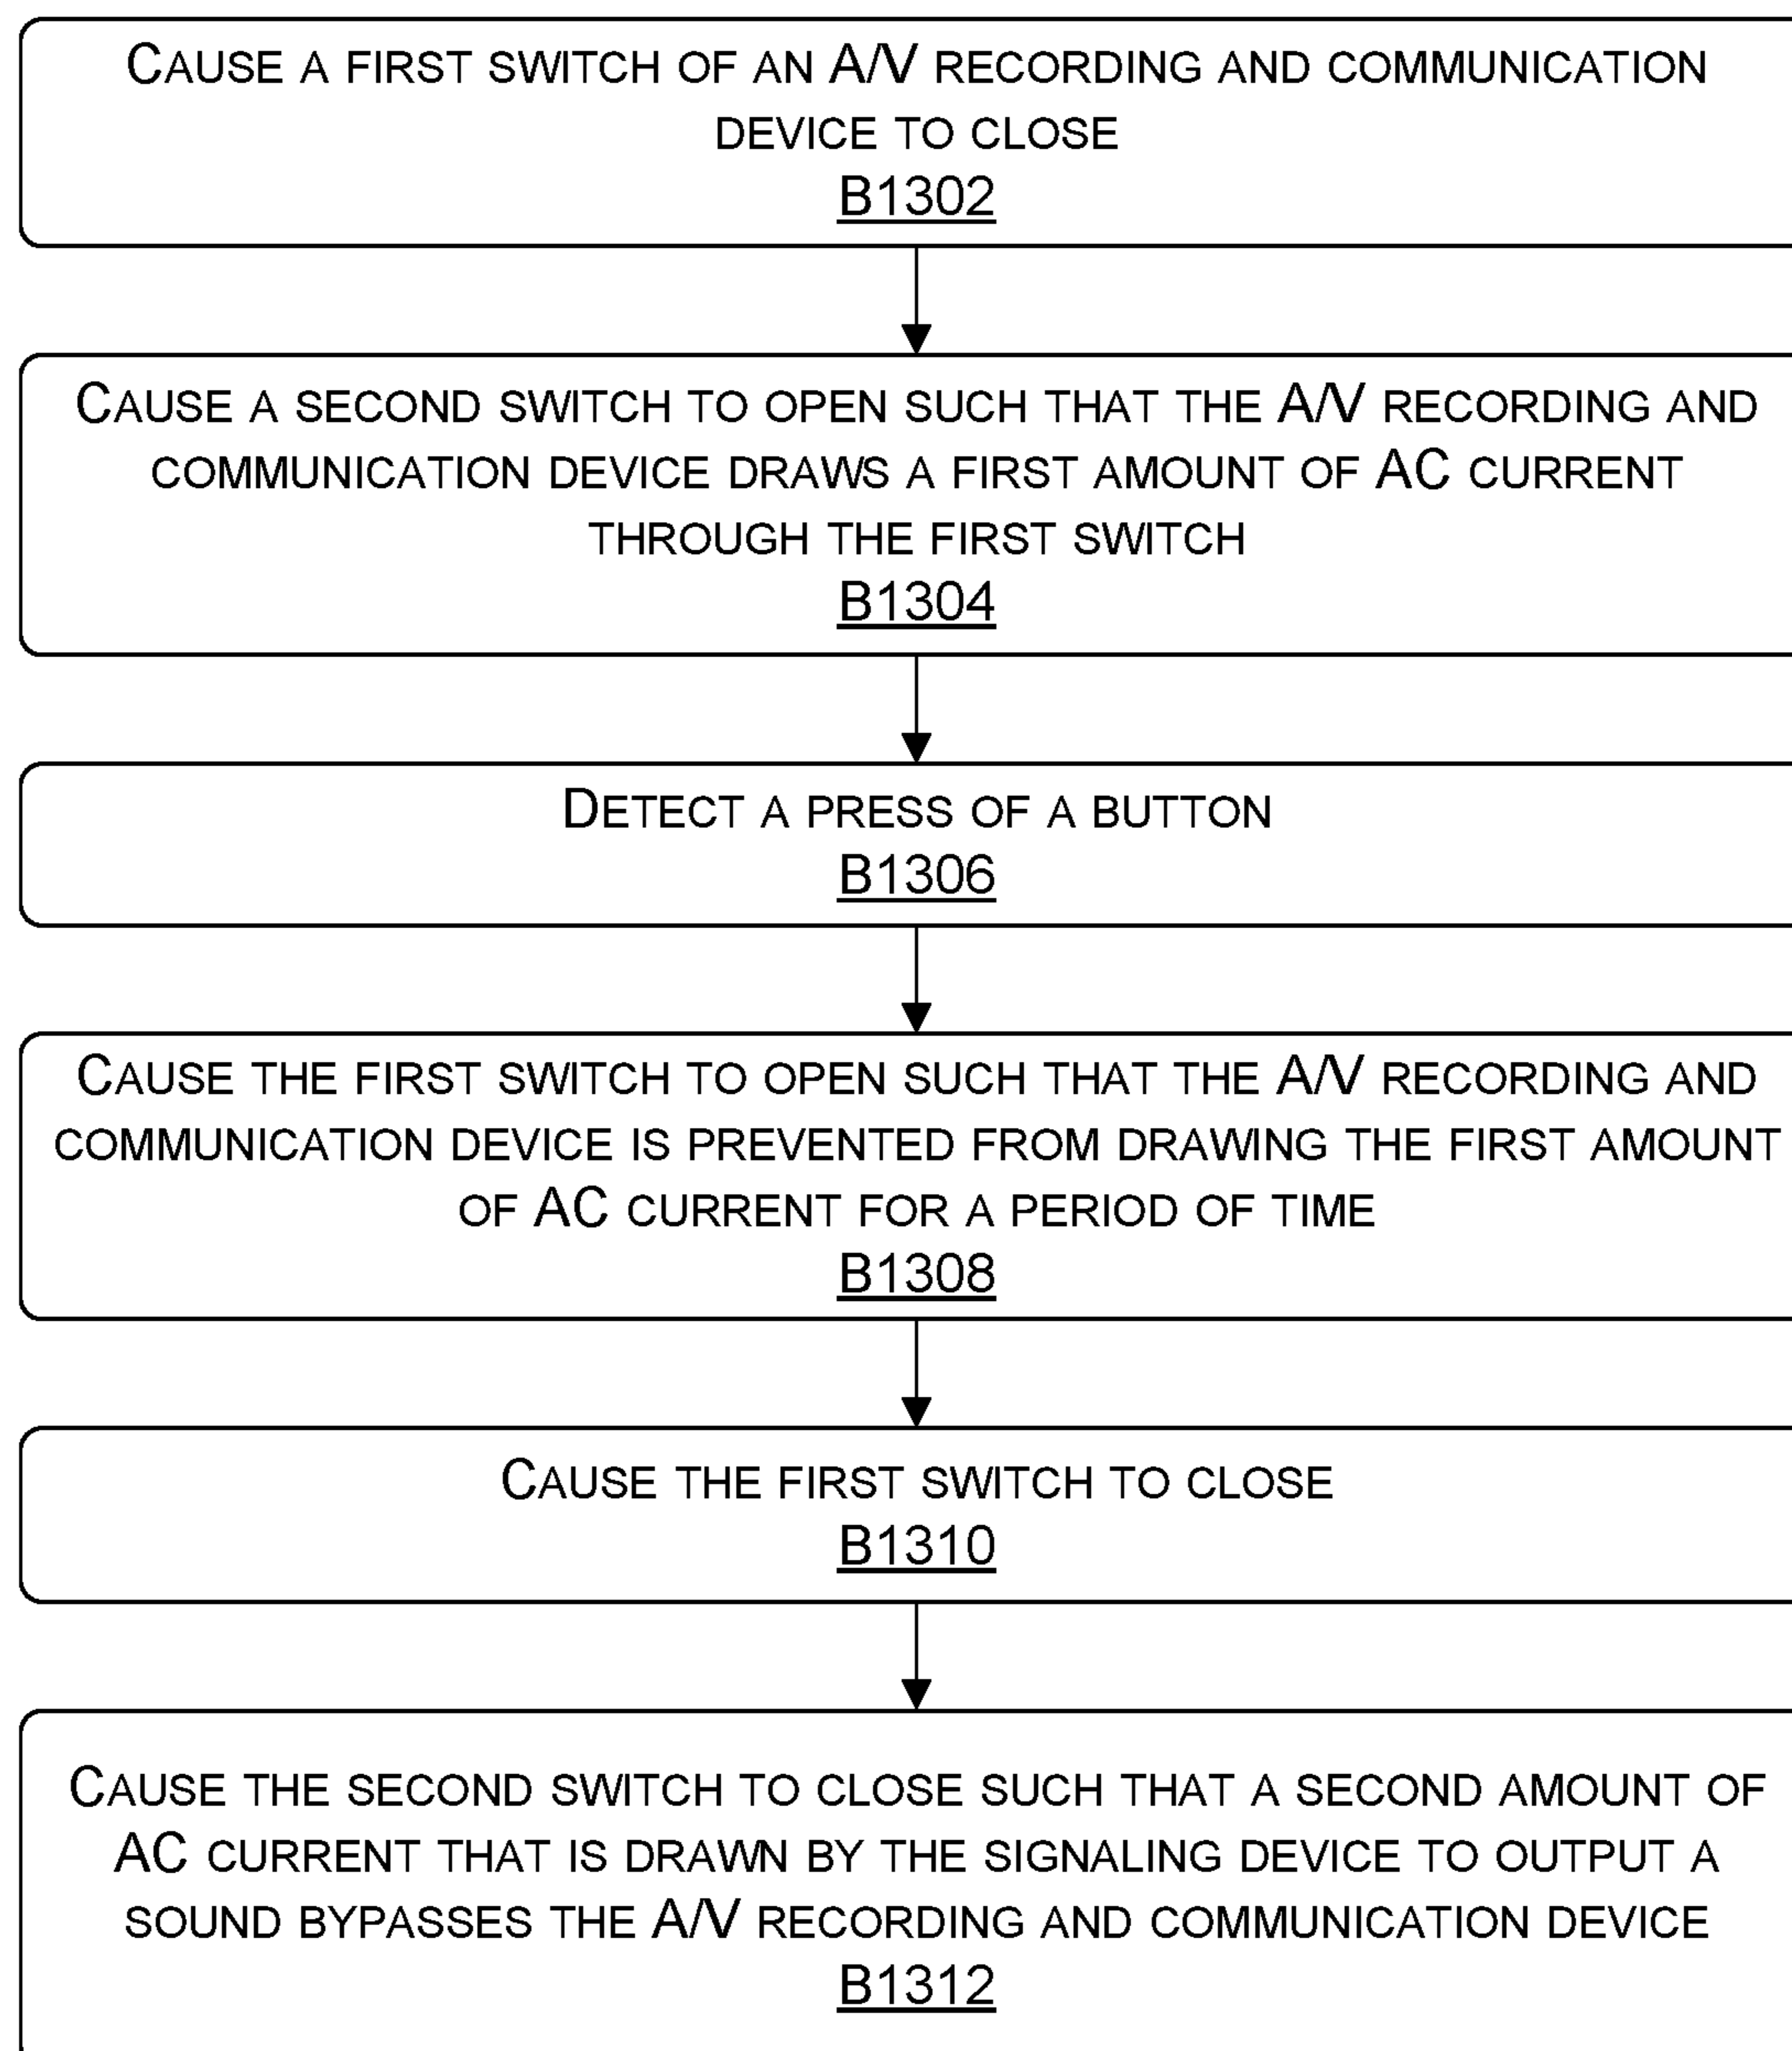 CAUSE A FIRST SWITCH OF AN A/V RECORDING AND COMMUNICATION
DEVICE TO CLOSE
B1302
CAUSE A SECOND SWITCH TO OPEN SUCH THAT THE A/V RECORDING AND
COMMUNICATION DEVICE DRAWS A FIRST AMOUNT OF AC CURRENT
THROUGH THE FIRST SWITCH
B1304
DETECT A PRESS OF A BUTTON
B1306
CAUSE THE FIRST SWITCH TO OPEN SUCH THAT THE A/V RECORDING AND
COMMUNICATION DEVICE IS PREVENTED FROM DRAWING THE FIRST AMOUNT
OF AC CURRENT FOR A PERIOD OF TIME
B1308
CAUSE THE FIRST SWITCH TO CLOSE
B1310
CAUSE THE SECOND SWITCH TO CLOSE SUCH THAT A SECOND AMOUNT OF
AC CURRENT THAT IS DRAWN BY THE SIGNALING DEVICE TO OUTPUT A
SOUND BYPASSES THE A/V RECORDING AND COMMUNICATION DEVICE
B1312